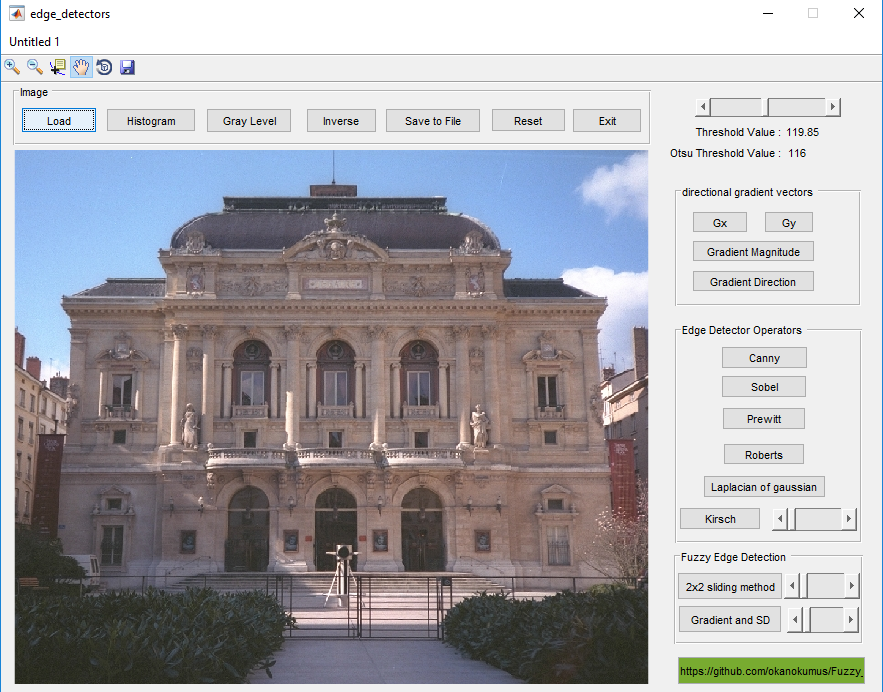 edge_detectors
Untitled 1
Image
Load Histogram Gray Level Inverse Save to File Reset Exit
Threshold Value : 119.85
Otsu Threshold Value : 116
directional gradient vectors
Gx Gy
Gradient Magnitude
Gradient Direction
Edge Detector Operators
Canny
Sobel
Prewitt
Roberts
Laplacian of gaussian
Kirsch
Fuzzy Edge Detection
2x2 sliding method
Gradient and SD
https://github.com/okanokumus/Fuzzy_